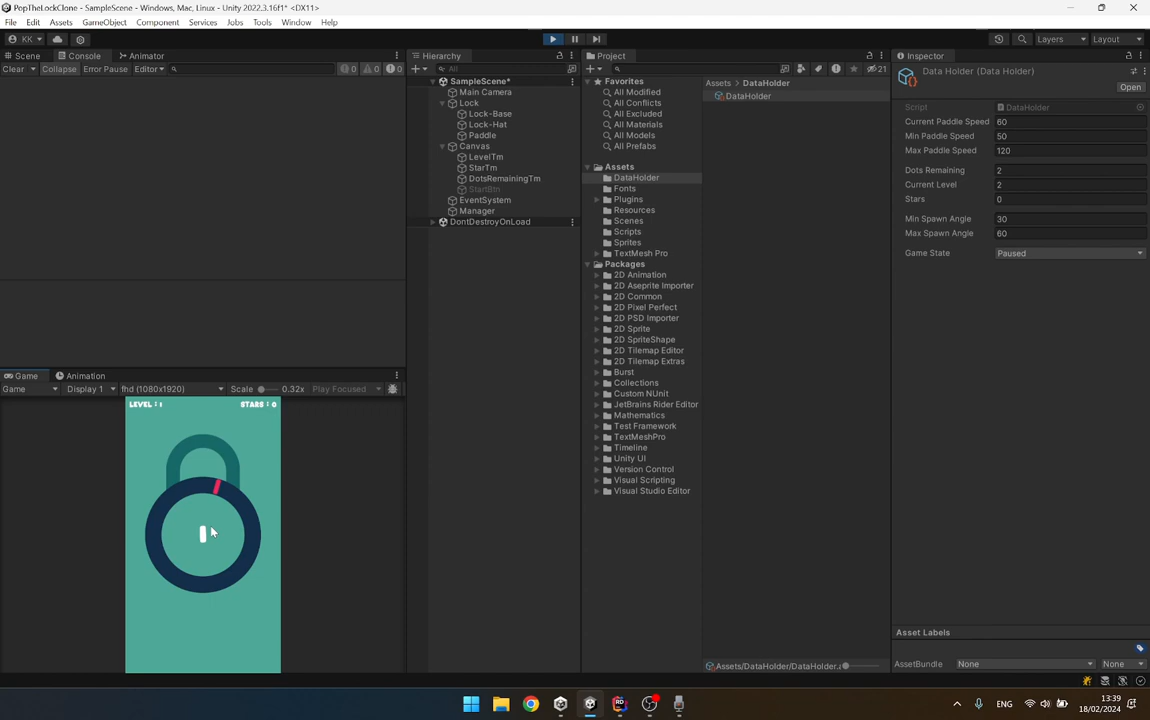 PopTheLockClone - SampleScene - Windows, Mac, Linux - Unity 2022.3.16f1* <DX11>
File Edit Assets GameObject Component Services Jobs Tools Window Help
KK
Layers Layout
Scene Console Animator
Clear Collapse Error Pause Editor
0 0 0
Hierarchy
All
SampleScene*
Main Camera
Lock
Lock-Base
Lock-Hat
Paddle
Canvas
LevelTm
StarTm
DotsRemainingTm
StartBtn
EventSystem
Manager
DontDestroyOnLoad
Project
21
Favorites
All Modified
All Conflicts
All Excluded
All Materials
All Models
All Prefabs
Assets
DataHolder
Fonts
Plugins
Resources
Scenes
Scripts
Sprites
TextMesh Pro
Packages
2D Animation
2D Aseprite Importer
2D Common
2D Pixel Perfect
2D PSD Importer
2D Sprite
2D SpriteShape
2D Tilemap Editor
2D Tilemap Extras
Burst
Collections
Custom NUnit
JetBrains Rider Editor
Mathematics
Test Framework
TextMeshPro
Timeline
Unity UI
Version Control
Visual Scripting
Visual Studio Editor
Assets > DataHolder
DataHolder
Assets/DataHolder/DataHolder.a
Inspector
Data Holder (Data Holder)
Open
Script DataHolder
Current Paddle Speed 60
Min Paddle Speed 50
Max Paddle Speed 120
Dots Remaining 2
Current Level 2
Stars 0
Min Spawn Angle 30
Max Spawn Angle 60
Game State Paused
Asset Labels
AssetBundle None None
Game Animation
Game Display 1 fhd (1080x1920) Scale 0.32x Play Focused
LEVEL : 1 STARS : 0
1
ENG
13:39
18/02/2024